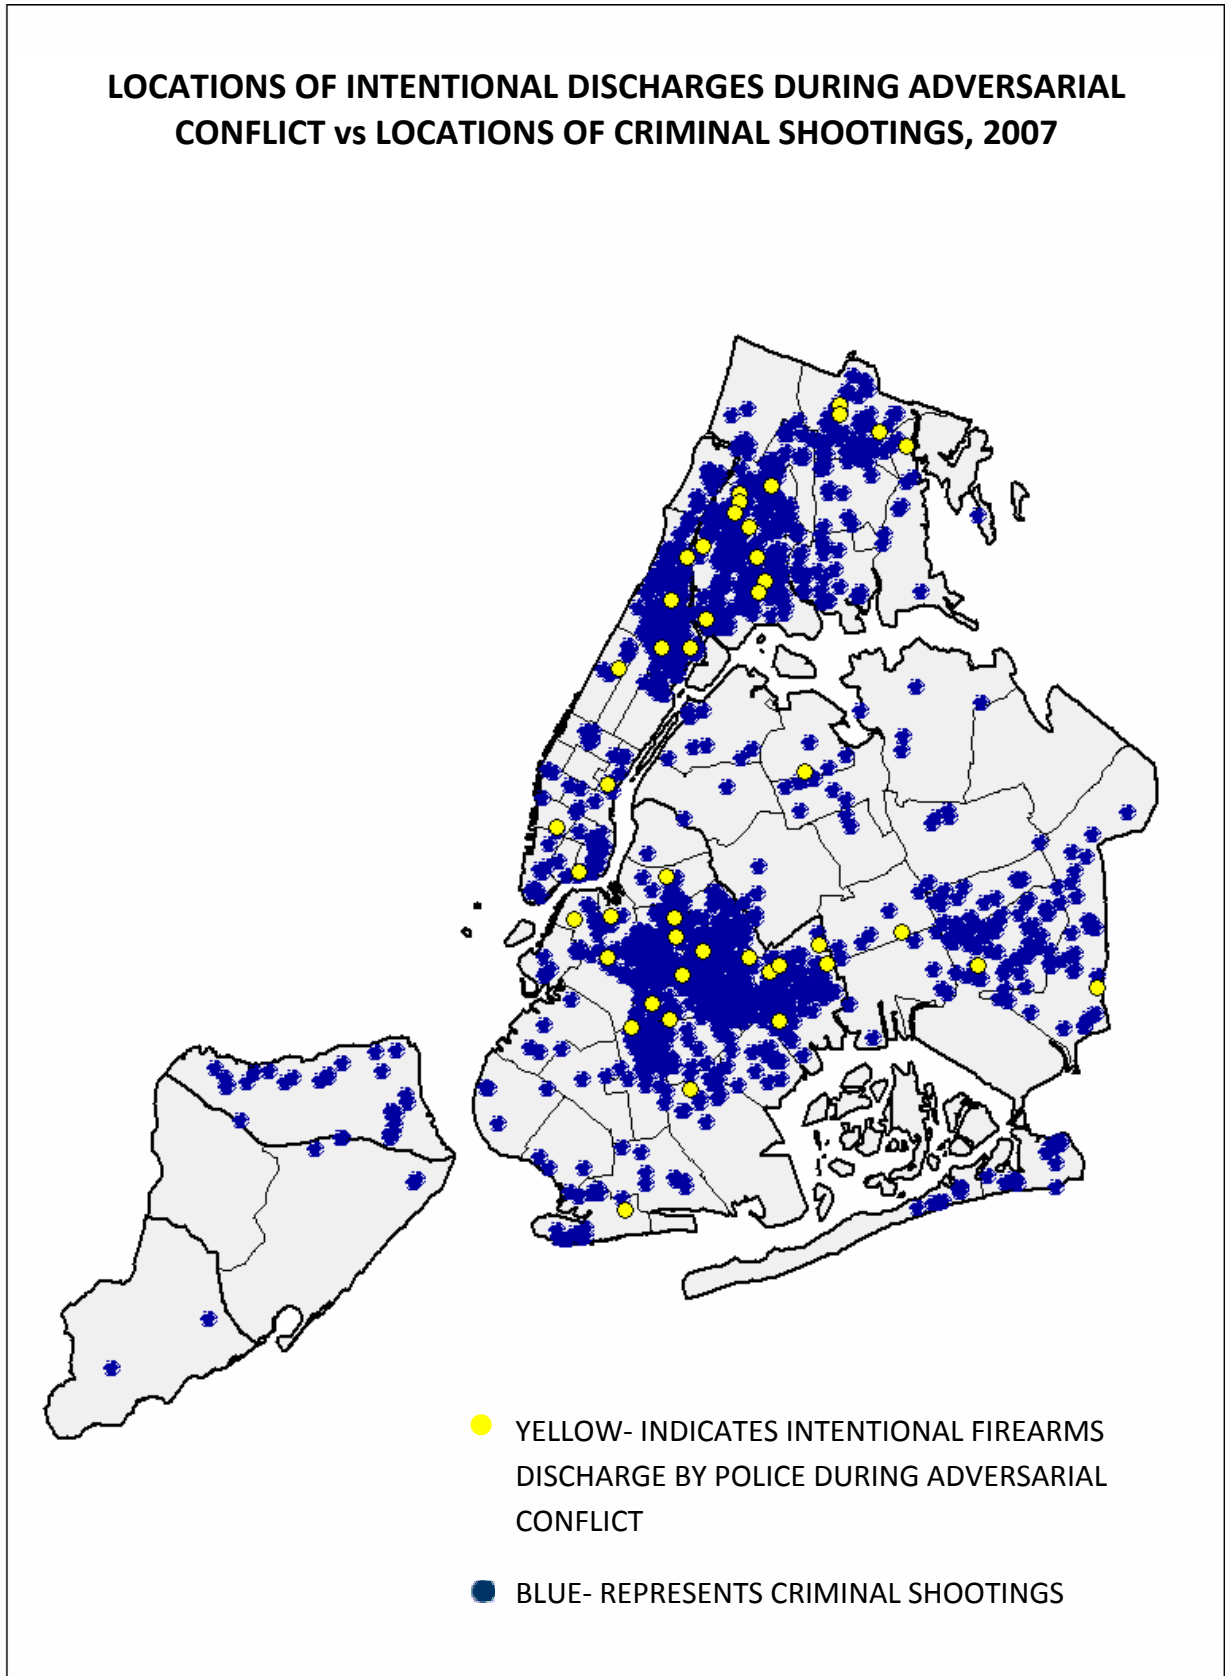 LOCATIONS OF INTENTIONAL DISCHARGES DURING ADVERSARIAL
CONFLICT vs LOCATIONS OF CRIMINAL SHOOTINGS, 2007
YELLOW- INDICATES INTENTIONAL FIREARMS
DISCHARGE BY POLICE DURING ADVERSARIAL
CONFLICT
BLUE- REPRESENTS CRIMINAL SHOOTINGS